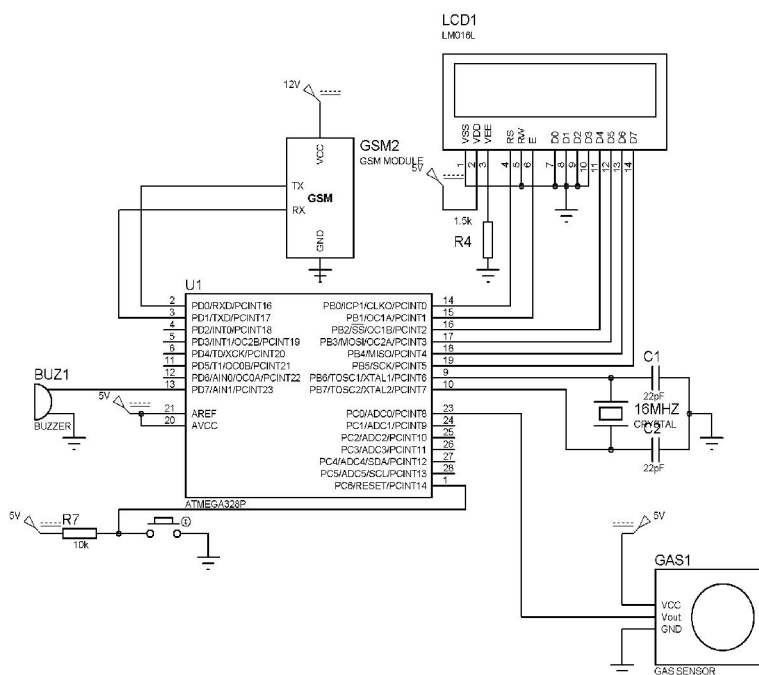 LCD1
LM016L
VSS
VDD
VEE
RS
RW
E
D0
D1
D2
D3
D4
D5
D6
D7
1
2
3
4
5
6
7
8
9
10
11
12
13
14
5V
1.5k
R4
12V
GSM2
GSM MODULE
VCC
TX
RX
GSM
GND
U1
2 PD0/RXD/PCINT16
3 PD1/TXD/PCINT17
4 PD2/INT0/PCINT18
5 PD3/INT1/OC2B/PCINT19
6 PD4/T0/XCK/PCINT20
11 PD5/T1/OC0B/PCINT21
12 PD6/AIN0/OC0A/PCINT22
13 PD7/AIN1/PCINT23
21 AREF
20 AVCC
PB0/ICP1/CLKO/PCINT0 14
PB1/OC1A/PCINT1 15
PB2/SS/OC1B/PCINT2 16
PB3/MOSI/OC2A/PCINT3 17
PB4/MISO/PCINT4 18
PB5/SCK/PCINT5 19
PB6/TOSC1/XTAL1/PCINT6 9
PB7/TOSC2/XTAL2/PCINT7 10
PC0/ADC0/PCINT8 23
PC1/ADC1/PCINT9 24
PC2/ADC2/PCINT10 25
PC3/ADC3/PCINT11 26
PC4/ADC4/SDA/PCINT12 27
PC5/ADC5/SCL/PCINT13 28
PC6/RESET/PCINT14 1
ATMEGA328P
BUZ1
BUZZER
5V
C1
22pF
16MHZ
CRYSTAL
C2
22pF
5V
R7
10k
5V
GAS1
VCC
Vout
GND
GAS SENSOR